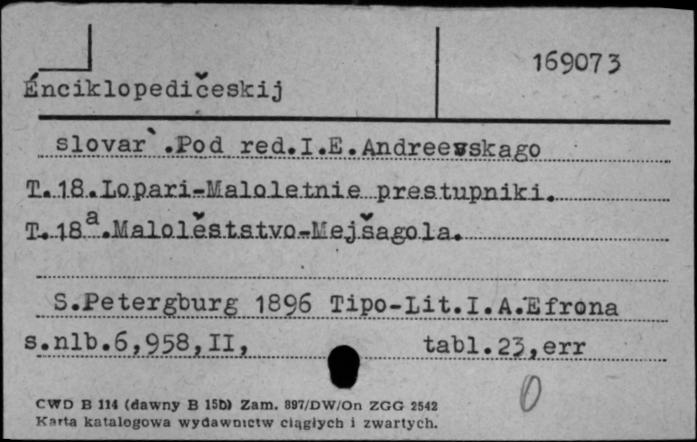 169073
Énciklopedičeskij
slovar`.Pod red.I.E.Andreevskago
T.18.Lopari-Maloletnie prestupniki.
T.18ª.Malolěststvo-Mejšagola.
S.Petergburg 1896 Tipo-Lit.I.A.Efrona
s.nlb.6,958,II, tabl.23,err
0
CWD B 114 (dawny B 15b) Zam. 897/DW/On ZGG 2542
Karta katalogowa wydawnictw ciągłych i zwartych.